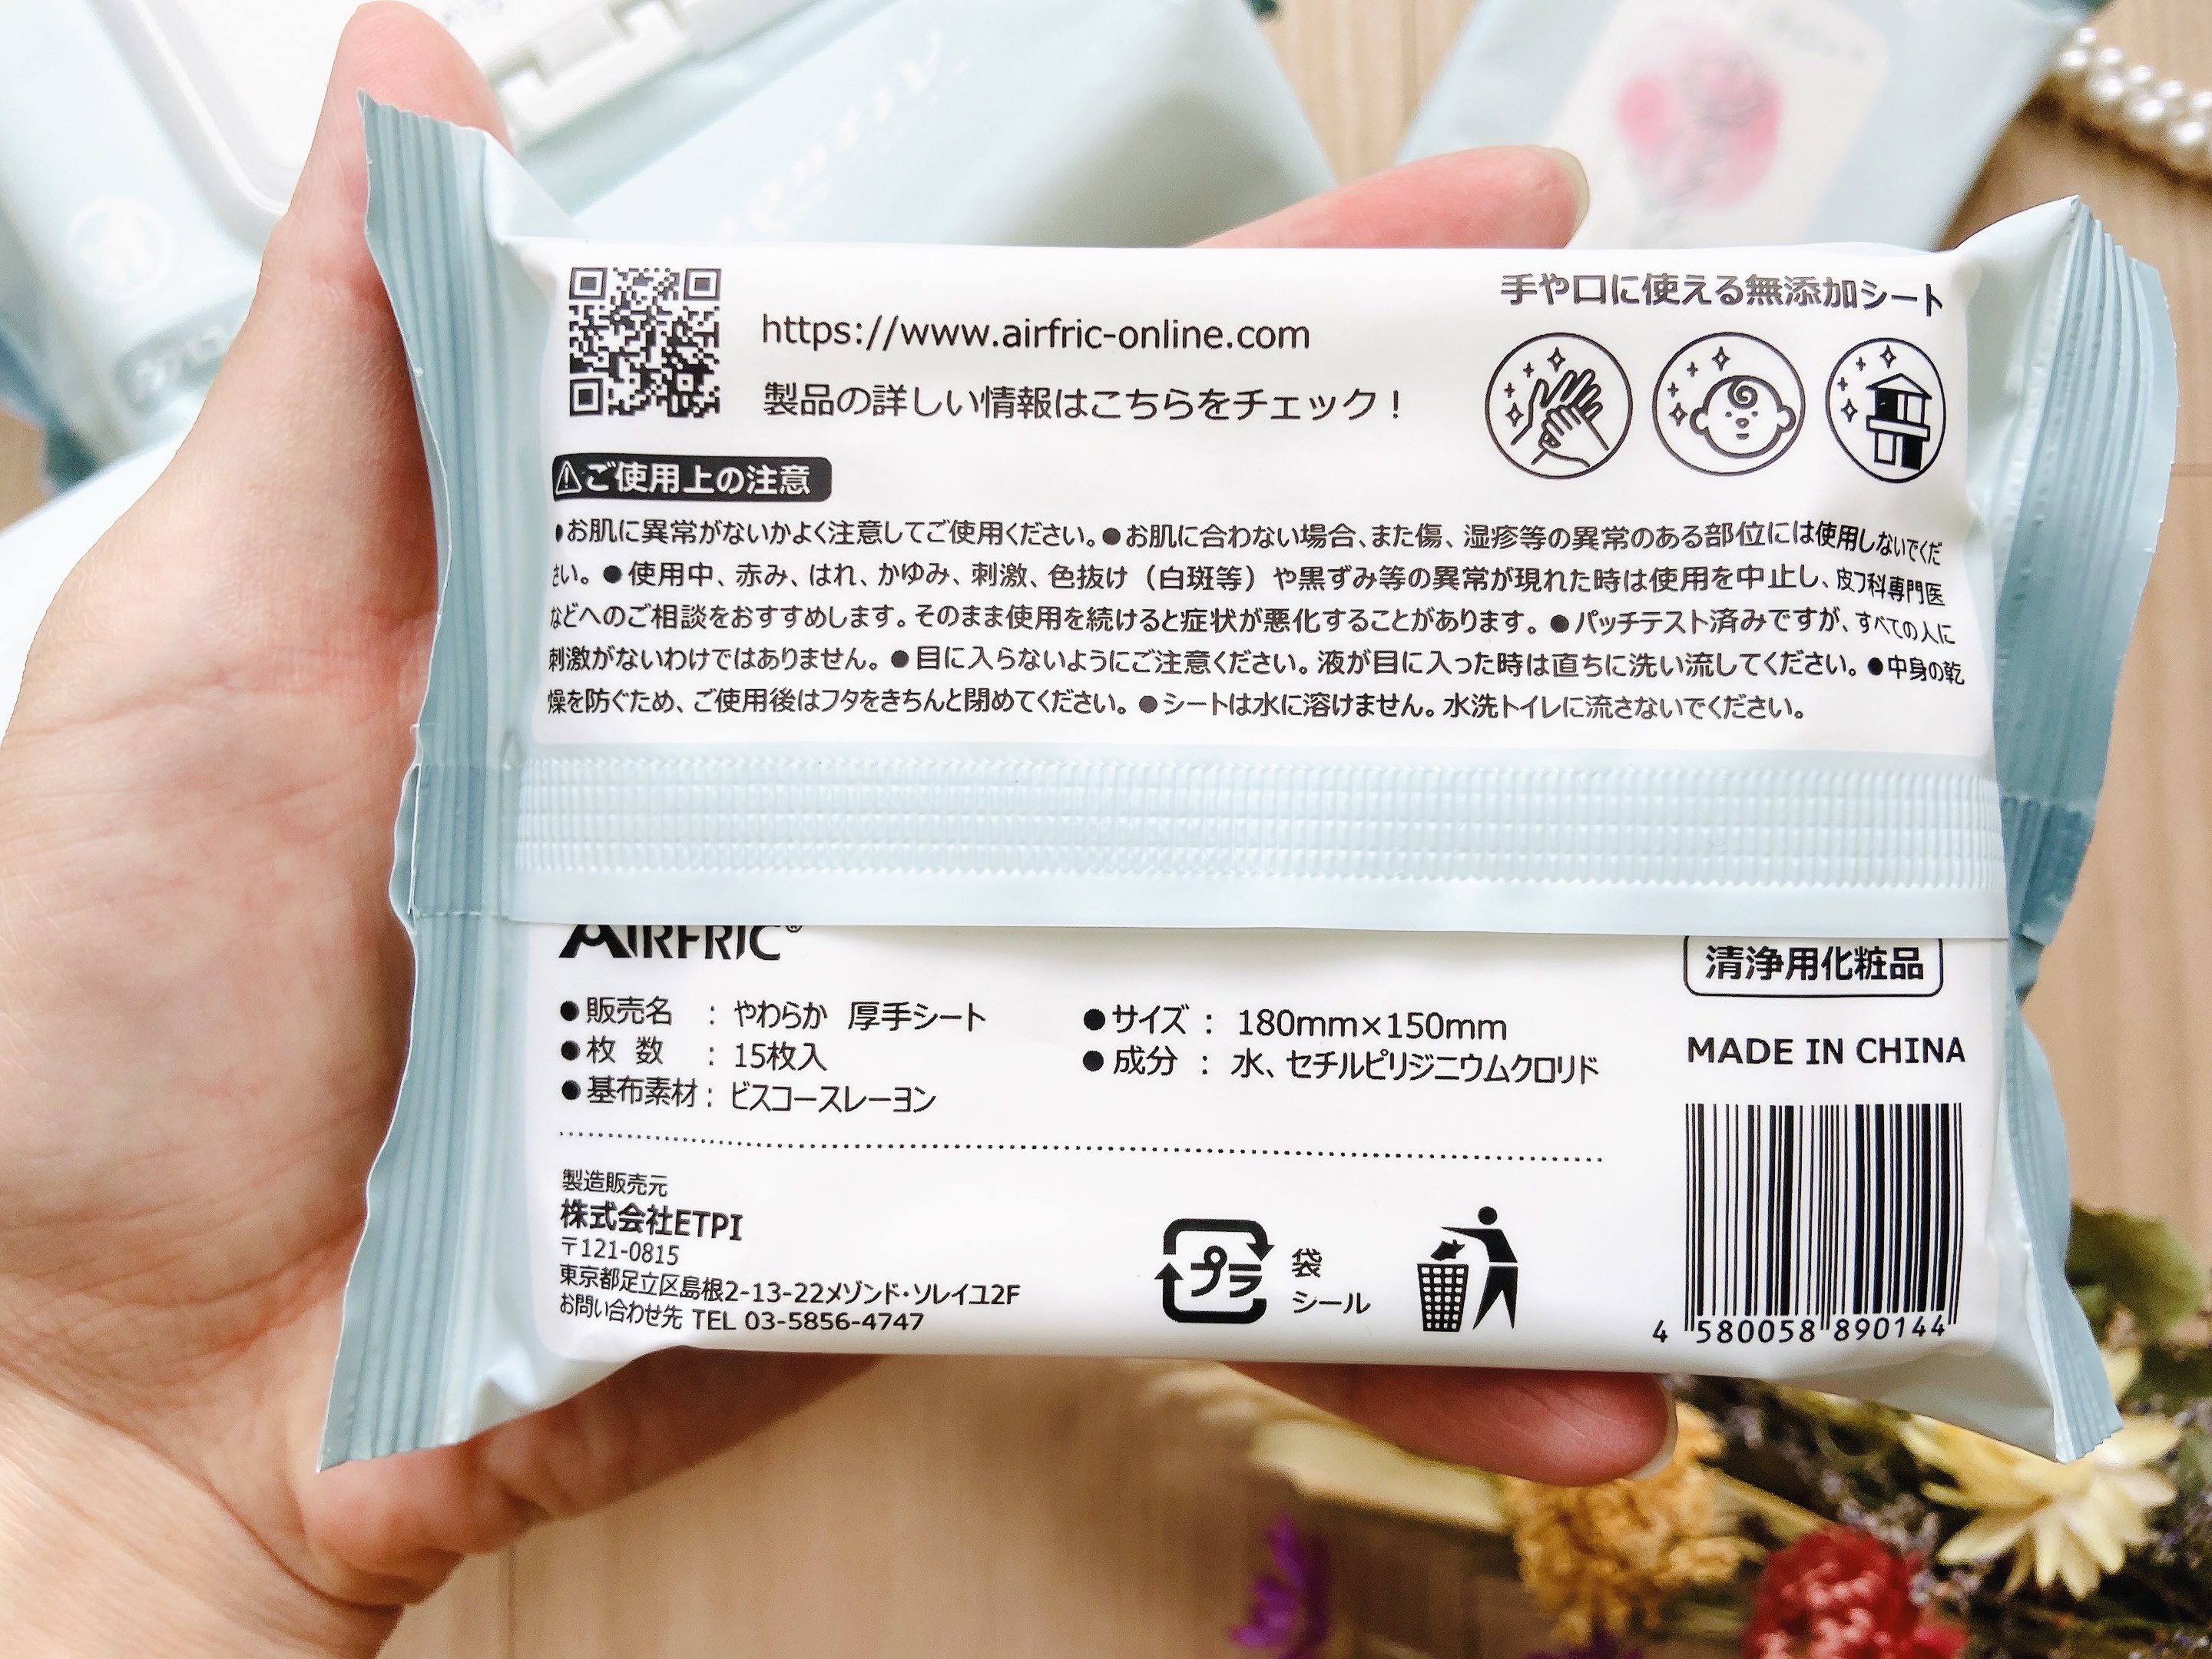 https://www.airfric-online.com
製品の詳しい情報はこちらをチェック！
手や口に使える無添加シート
⚠ご使用上の注意
●お肌に異常がないかよく注意してご使用ください。●お肌に合わない場合、また傷、湿疹等の異常のある部位には使用しないでくだ
さい。●使用中、赤み、はれ、かゆみ、刺激、色抜け（白斑等）や黒ずみ等の異常が現れた時は使用を中止し、皮フ科専門医
などへのご相談をおすすめします。そのまま使用を続けると症状が悪化することがあります。●パッチテスト済みですが、すべての人に
刺激がないわけではありません。●目に入らないようにご注意ください。液が目に入った時は直ちに洗い流してください。●中身の乾
燥を防ぐため、ご使用後はフタをきちんと閉めてください。●シートは水に溶けません。水洗トイレに流さないでください。
AIRFRIC®
●販売名 ： やわらか 厚手シート
●枚 数 ： 15枚入
●基布素材： ビスコースレーヨン
●サイズ ： 180mm×150mm
●成分 ： 水、セチルピリジニウムクロリド
清浄用化粧品
MADE IN CHINA
製造販売元
株式会社ETPI
〒121-0815
東京都足立区島根2-13-22メゾンド・ソレイユ2F
お問い合わせ先 TEL 03-5856-4747
プラ
袋
シール
4 580058 890144